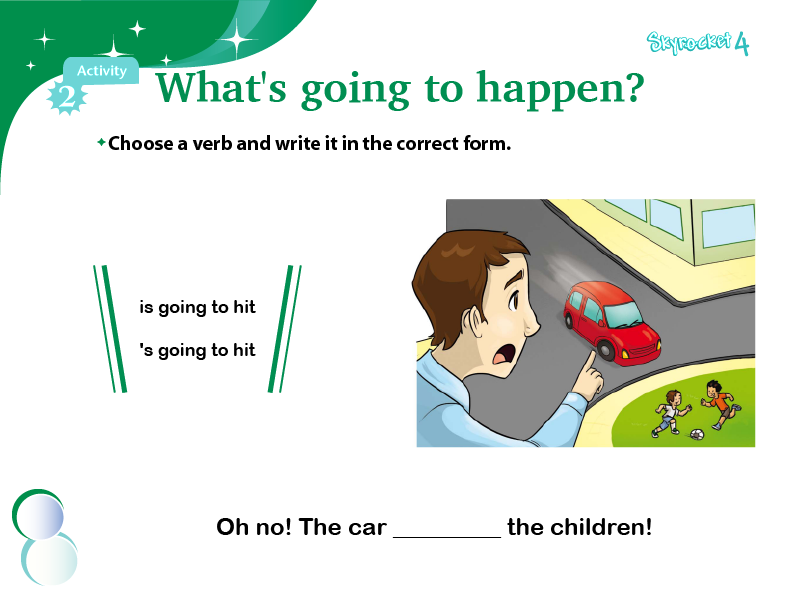 Skyrocket 4
Activity
2
What's going to happen?
Choose a verb and write it in the correct form.
is going to hit
's going to hit
Oh no! The car _________ the children!